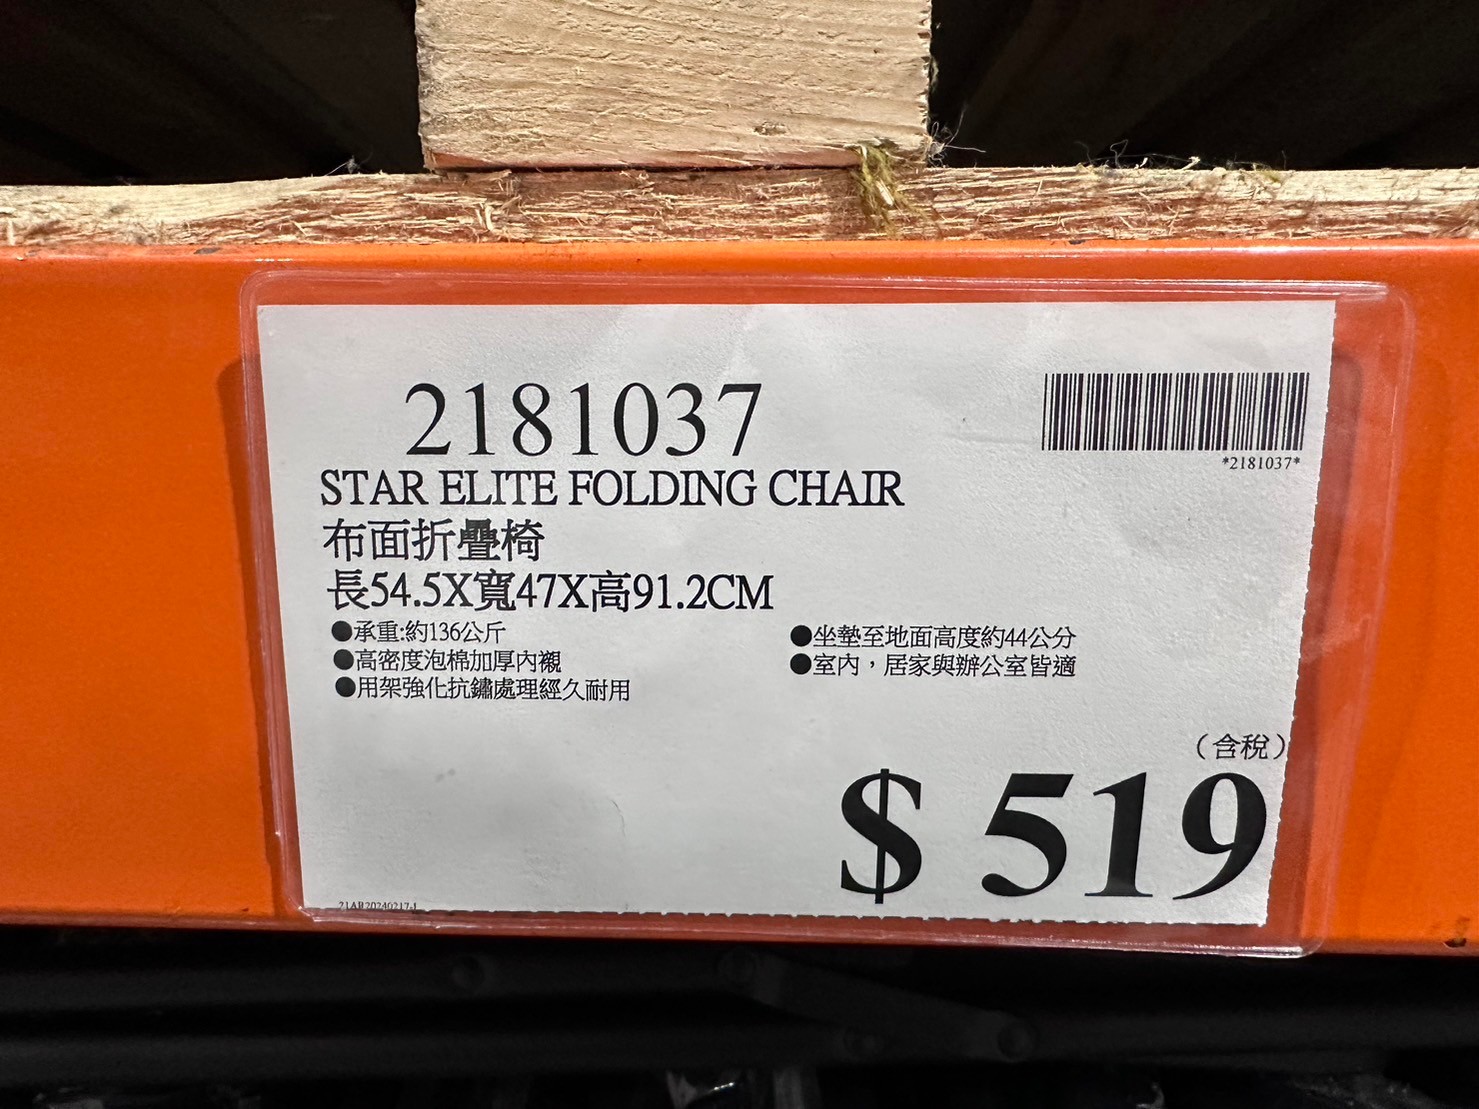 2181037
*2181037*
STAR ELITE FOLDING CHAIR
布面折疊椅
長54.5X寬47X高91.2CM
●承重:約136公斤
●高密度泡棉加厚內襯
●用架強化抗鏽處理經久耐用
●坐墊至地面高度約44公分
●室內，居家與辦公室皆適
（含稅）
$ 519
21AB20240217-1